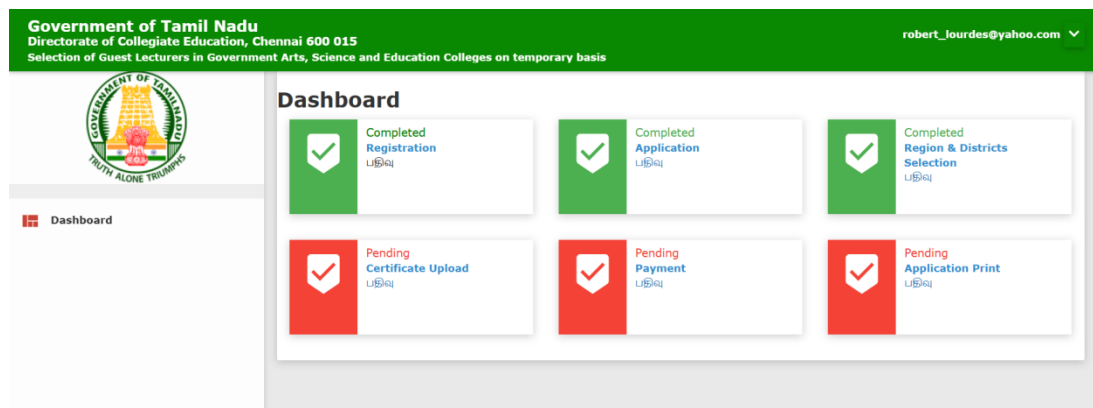 Government of Tamil Nadu
Directorate of Collegiate Education, Chennai 600 015
Selection of Guest Lecturers in Government Arts, Science and Education Colleges on temporary basis
robert_lourdes@yahoo.com
GOVERNMENT OF TAMILNADU
TRUTH ALONE TRIUMPHS
Dashboard
Dashboard
Completed
Registration
பதிவு
Completed
Application
பதிவு
Completed
Region & Districts
Selection
பதிவு
Pending
Certificate Upload
பதிவு
Pending
Payment
பதிவு
Pending
Application Print
பதிவு